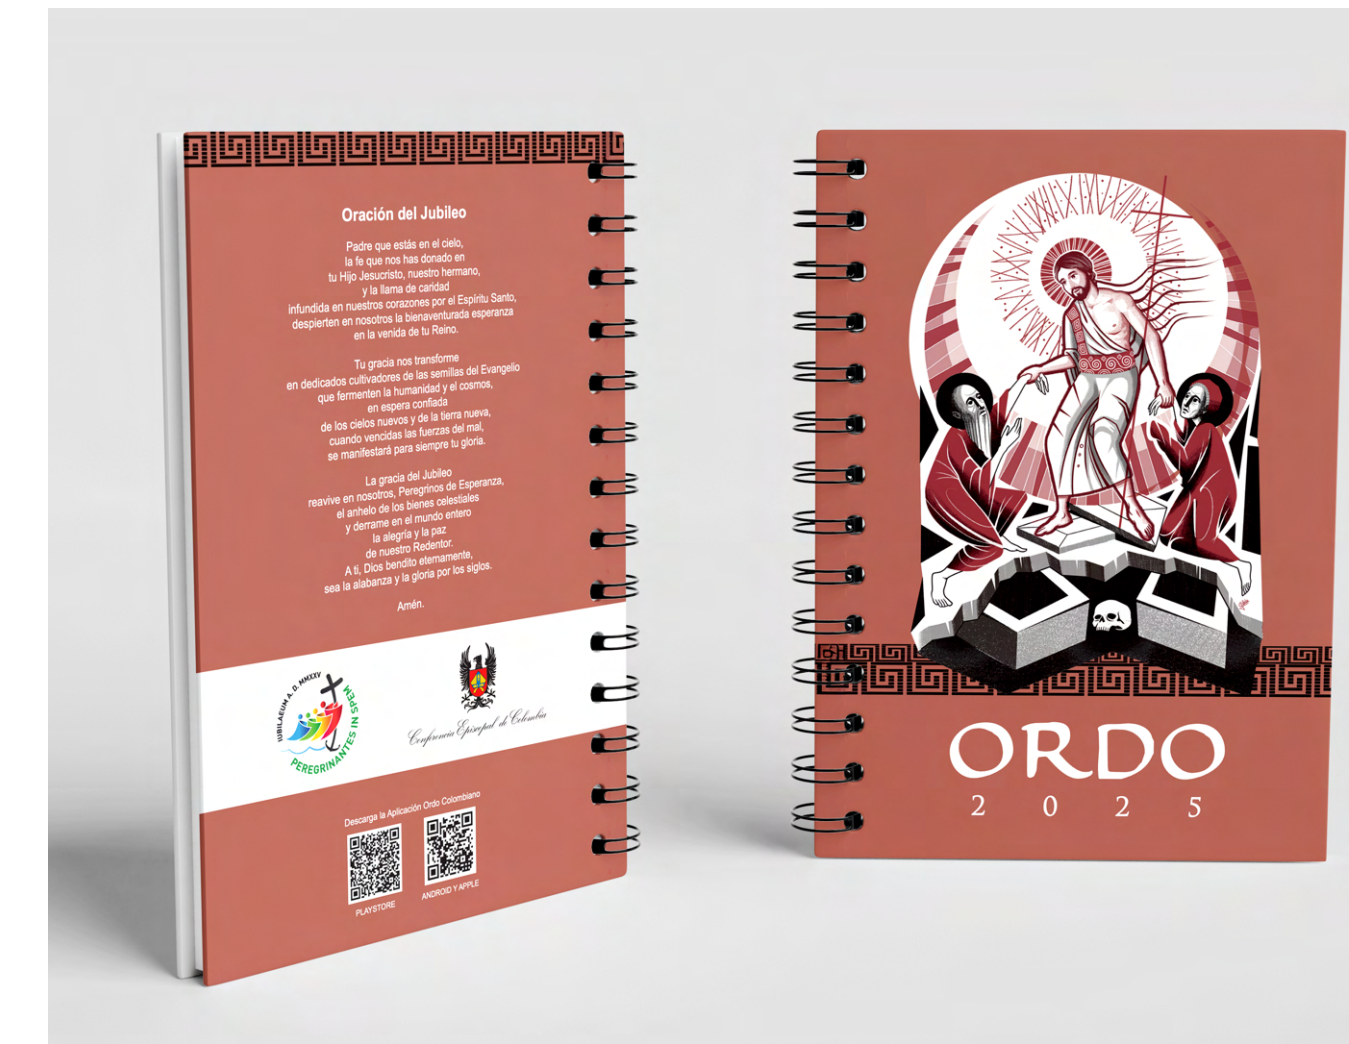 Oración del Jubileo
Padre que estás en el cielo,
la fe que nos has donado en
tu Hijo Jesucristo, nuestro hermano,
y la llama de caridad
infundida en nuestros corazones por el Espíritu Santo,
despierten en nosotros la bienaventurada esperanza
en la venida de tu Reino.
Tu gracia nos transforme
en dedicados cultivadores de las semillas del Evangelio
que fermenten la humanidad y el cosmos,
en espera confiada
de los cielos nuevos y de la tierra nueva,
cuando vencidas las fuerzas del mal,
se manifestará para siempre tu gloria.
La gracia del Jubileo
reavive en nosotros, Peregrinos de Esperanza,
el anhelo de los bienes celestiales
y derrame en el mundo entero
la alegría y la paz
de nuestro Redentor.
A ti, Dios bendito eternamente,
sea la alabanza y la gloria por los siglos.
Amén.
IUBILAEUM A. D. MMXXV
PEREGRINANTES IN SPEM
Conferencia Episcopal de Colombia
Descarga la Aplicación Ordo Colombiano
PLAYSTORE
ANDROID Y APPLE
ORDO
2025